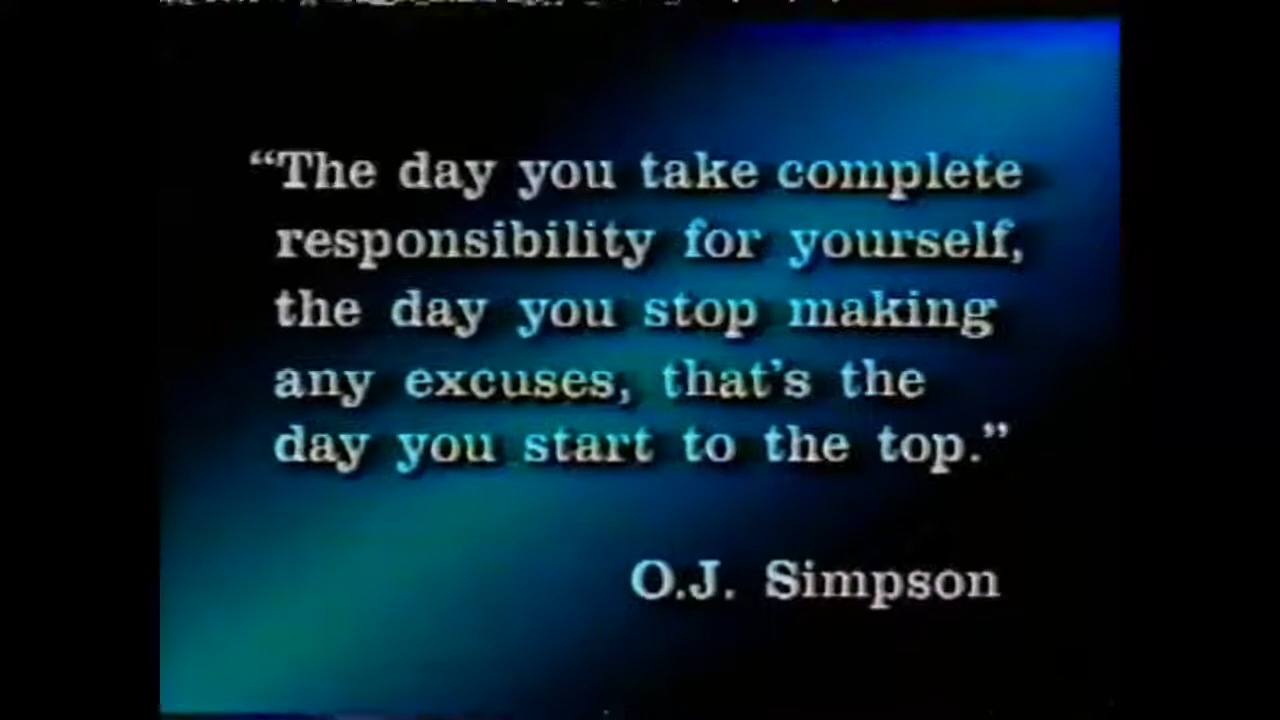 “The day you take complete
responsibility for yourself,
the day you stop making
any excuses, that’s the
day you start to the top.”
O.J. Simpson